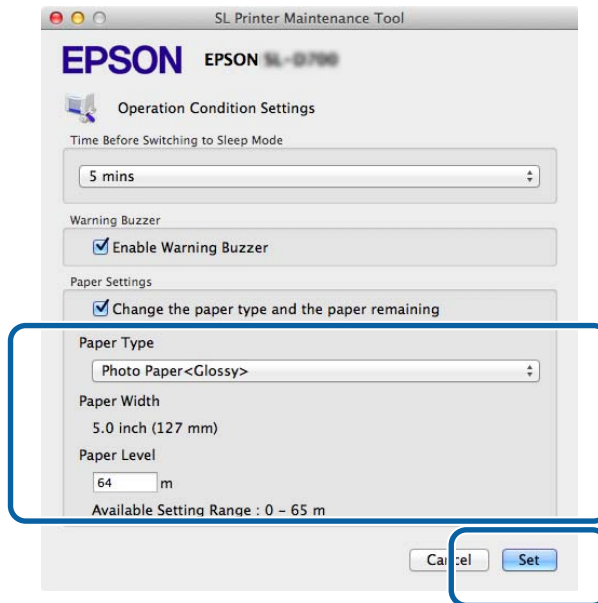 SL Printer Maintenance Tool
EPSON EPSON
Operation Condition Settings
Time Before Switching to Sleep Mode
5 mins
Warning Buzzer
Enable Warning Buzzer
Paper Settings
Change the paper type and the paper remaining
Paper Type
Photo Paper<Glossy>
Paper Width
5.0 inch (127 mm)
Paper Level
64 m
Available Setting Range : 0 – 65 m
Cancel Set